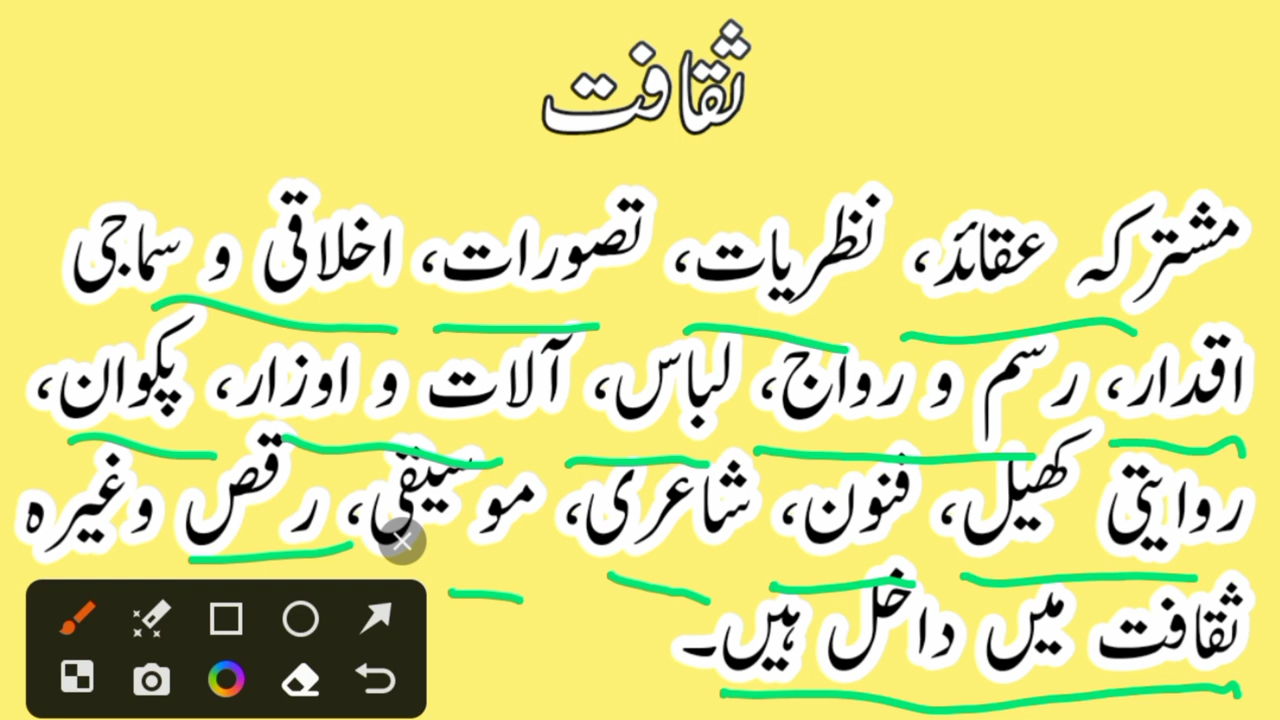 ثقافت
مشترکہ عقائد، نظریات، تصورات، اخلاقی و سماجی
اقدار، رسم و رواج، لباس، آلات و اوزار، پکوان،
روایتی کھیل، فنون، شاعری، موسیقی، رقص وغیرہ
ثقافت میں داخل ہیں۔